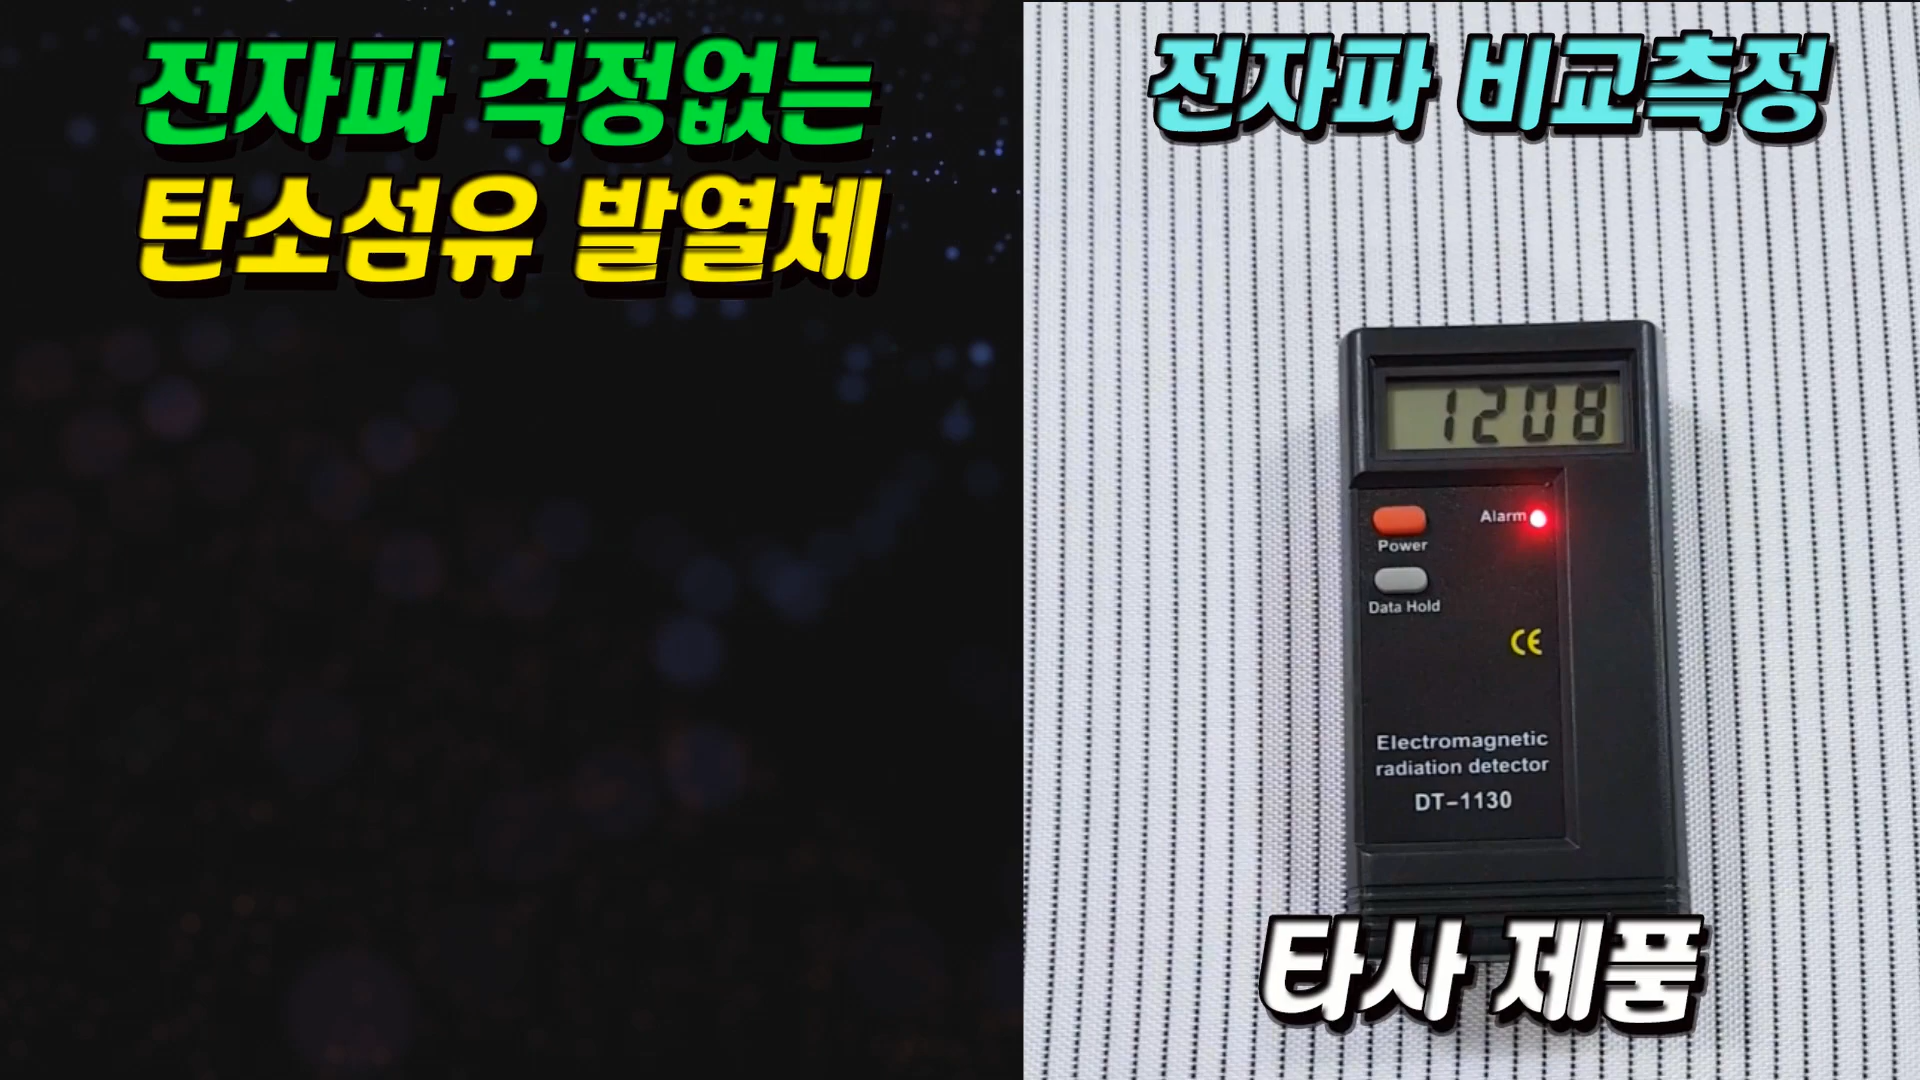 전자파 걱정없는
탄소섬유 발열체
전자파 비교측정
1208
Alarm
Power
Data Hold
CE
Electromagnetic
radiation detector
DT-1130
타사 제품